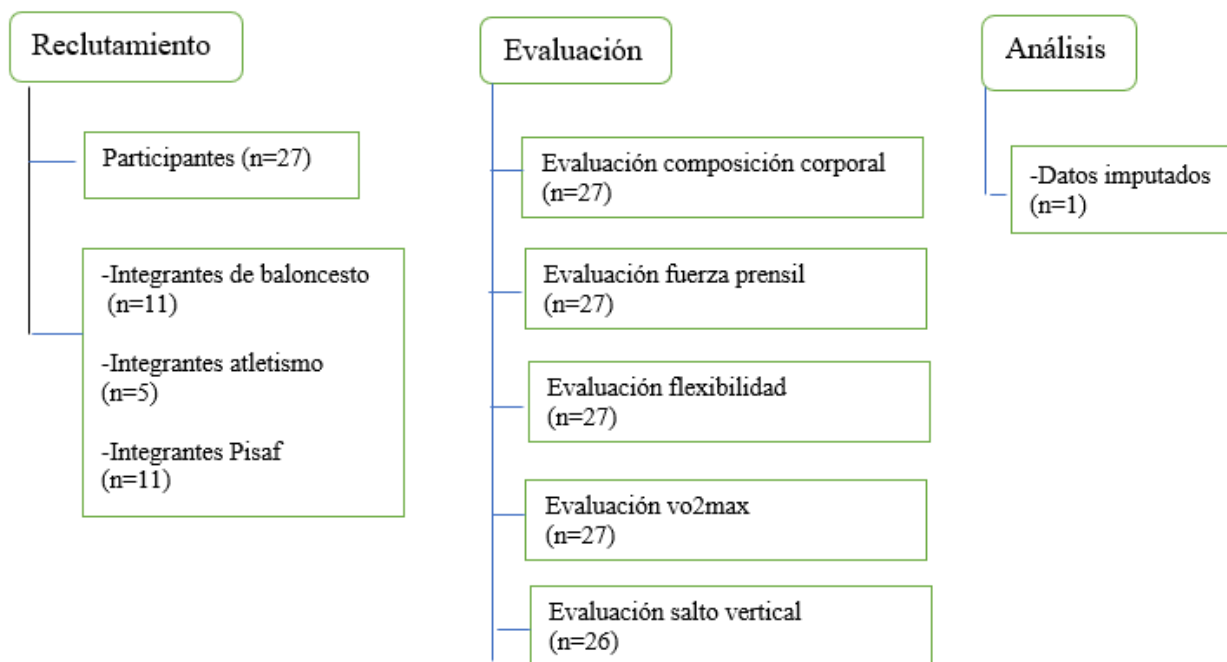 Reclutamiento
Participantes (n=27)
-Integrantes de baloncesto
(n=11)
-Integrantes atletismo
(n=5)
-Integrantes Pisaf
(n=11)
Evaluación
Evaluación composición corporal
(n=27)
Evaluación fuerza prensil
(n=27)
Evaluación flexibilidad
(n=27)
Evaluación vo2max
(n=27)
Evaluación salto vertical
(n=26)
Análisis
-Datos imputados
(n=1)